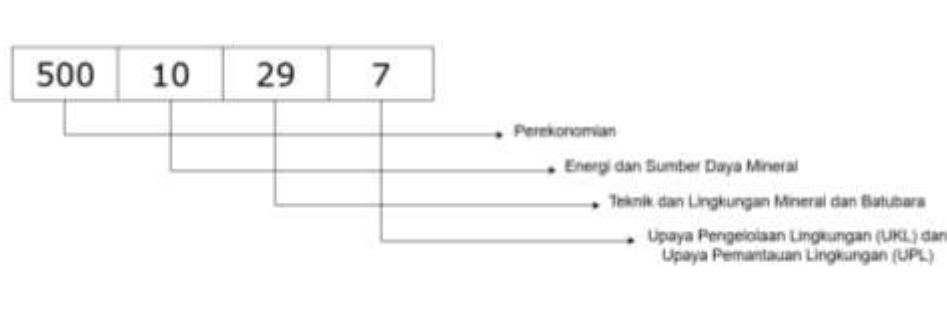 500 10 29 7
Perekonomian
Energi dan Sumber Daya Mineral
Teknik dan Lingkungan Mineral dan Batubara
Upaya Pengelolaan Lingkungan (UKL) dan
Upaya Pemantauan Lingkungan (UPL)